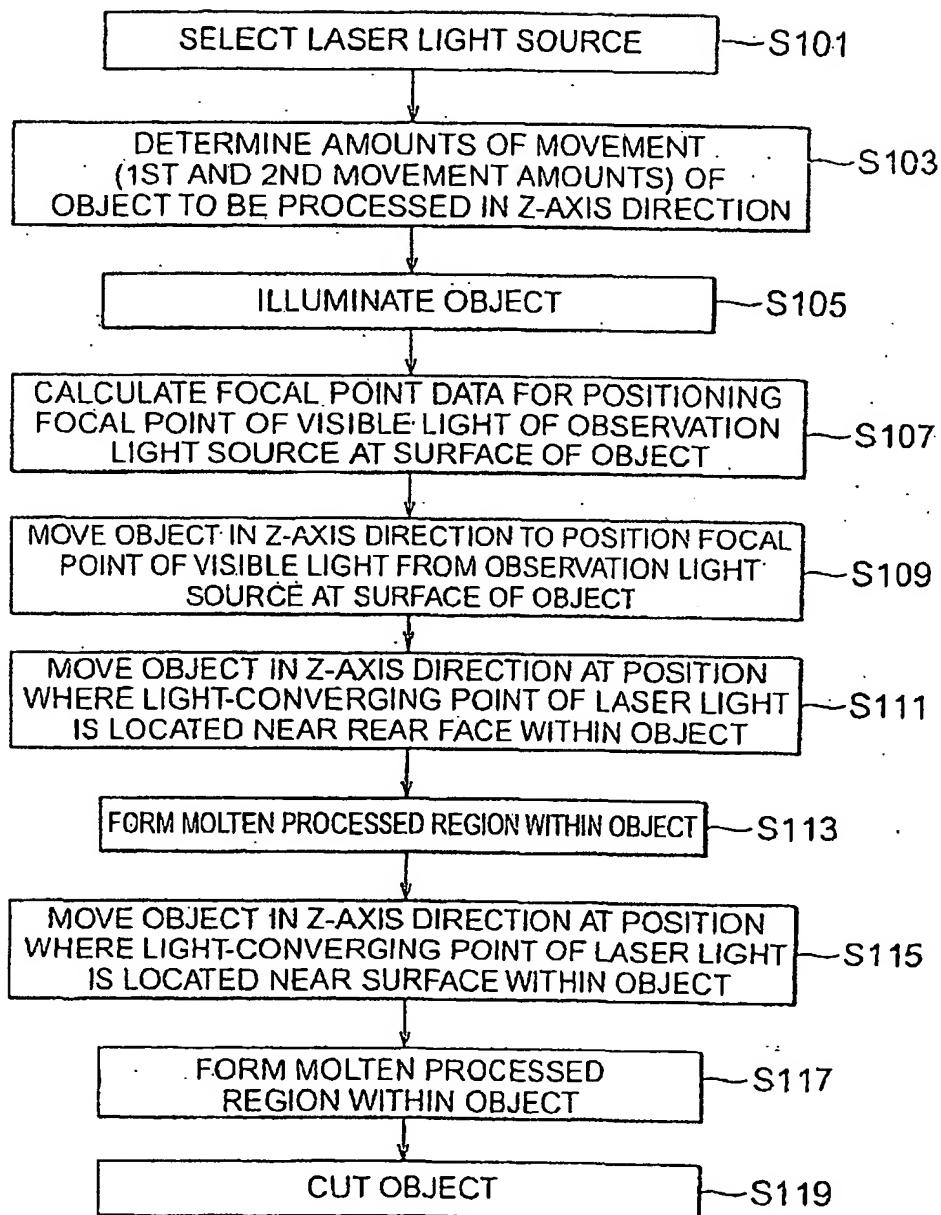 SELECT LASER LIGHT SOURCE
S101
DETERMINE AMOUNTS OF MOVEMENT
(1ST AND 2ND MOVEMENT AMOUNTS) OF
OBJECT TO BE PROCESSED IN Z-AXIS DIRECTION
S103
ILLUMINATE OBJECT
S105
CALCULATE FOCAL POINT DATA FOR POSITIONING
FOCAL POINT OF VISIBLE LIGHT OF OBSERVATION
LIGHT SOURCE AT SURFACE OF OBJECT
S107
MOVE OBJECT IN Z-AXIS DIRECTION TO POSITION FOCAL
POINT OF VISIBLE LIGHT FROM OBSERVATION LIGHT
SOURCE AT SURFACE OF OBJECT
S109
MOVE OBJECT IN Z-AXIS DIRECTION AT POSITION
WHERE LIGHT-CONVERGING POINT OF LASER LIGHT
IS LOCATED NEAR REAR FACE WITHIN OBJECT
S111
FORM MOLTEN PROCESSED REGION WITHIN OBJECT
S113
MOVE OBJECT IN Z-AXIS DIRECTION AT POSITION
WHERE LIGHT-CONVERGING POINT OF LASER LIGHT
IS LOCATED NEAR SURFACE WITHIN OBJECT
S115
FORM MOLTEN PROCESSED
REGION WITHIN OBJECT
S117
CUT OBJECT
S119